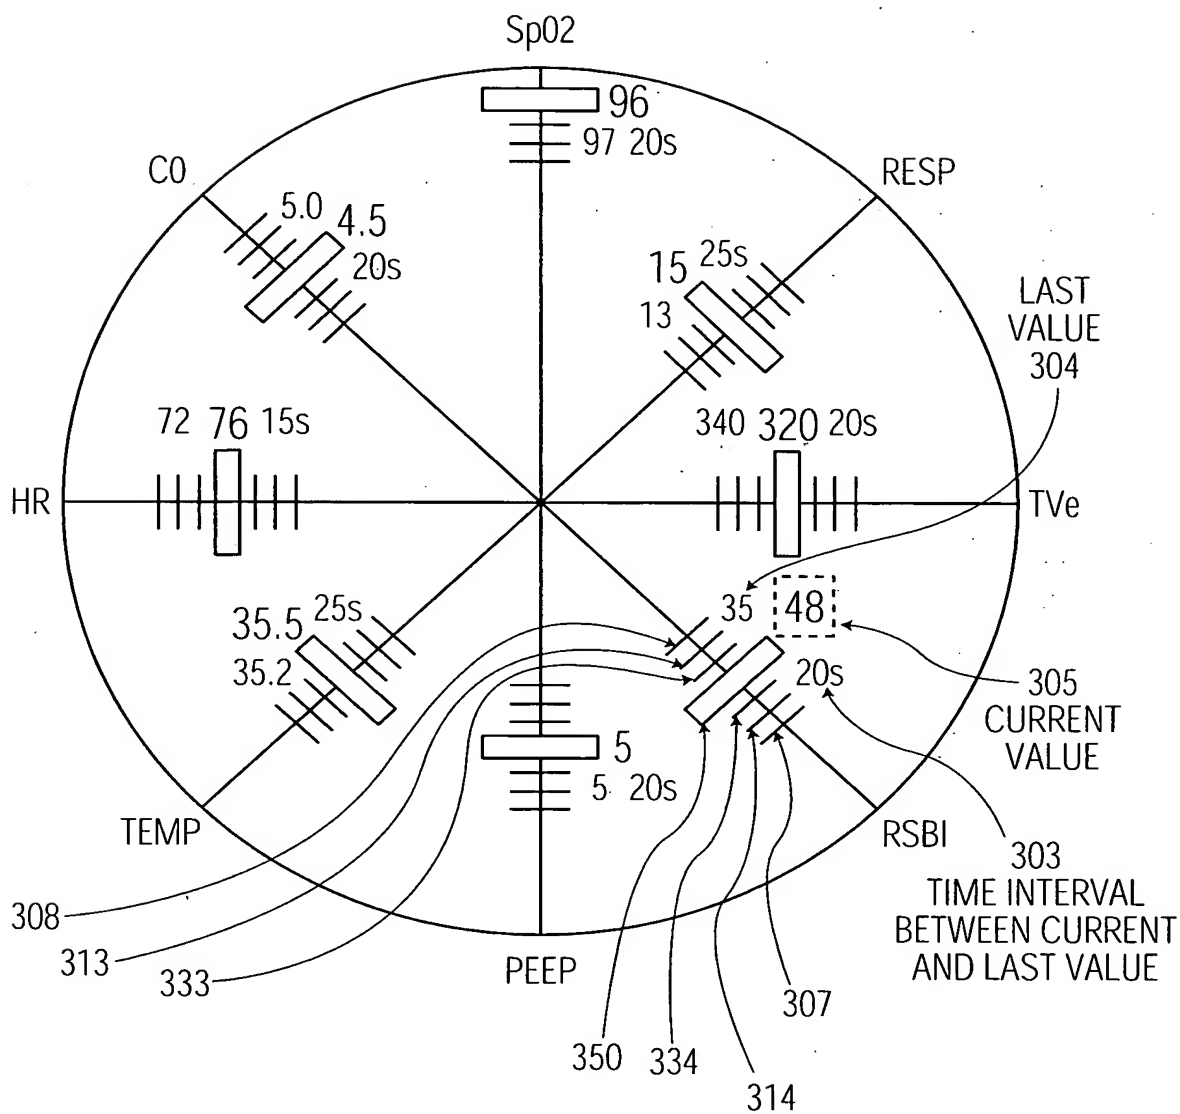 Sp02
96
97 20s
C0
5.0 4.5
20s
RESP
15 25s
13
LAST
VALUE
304
72 76 15s
340 320 20s
HR
TVe
35 48
35.5 25s
35.2
20s
305
CURRENT
VALUE
5
5 20s
TEMP
RSBI
303
TIME INTERVAL
BETWEEN CURRENT
AND LAST VALUE
308
313
333
PEEP
307
350
334
314